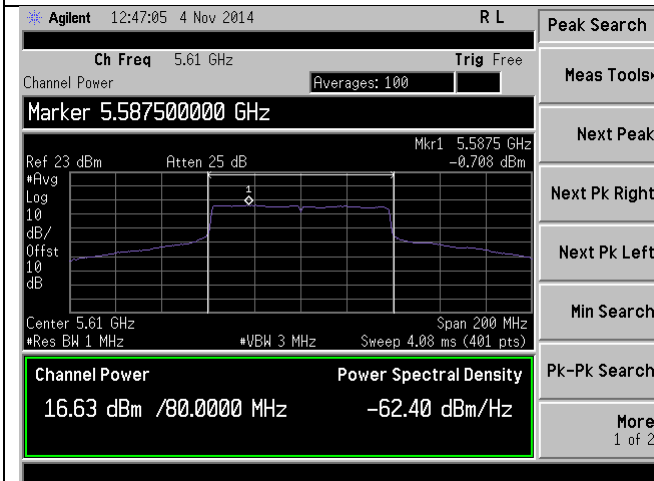 Agilent 12:47:05 4 Nov 2014 R L
Peak Search
Ch Freq 5.61 GHz Trig Free
Channel Power Averages: 100
Meas Tools
Marker 5.587500000 GHz
Next Peak
Mkr1 5.5875 GHz
Ref 23 dBm Atten 25 dB -0.708 dBm
#Avg
Log
10
dB/
Offst
10
dB
1
Next Pk Right
Next Pk Left
Min Search
Center 5.61 GHz Span 200 MHz
#Res BW 1 MHz #VBW 3 MHz Sweep 4.08 ms (401 pts)
Channel Power Power Spectral Density
Pk-Pk Search
16.63 dBm /80.0000 MHz -62.40 dBm/Hz
More
1 of 2